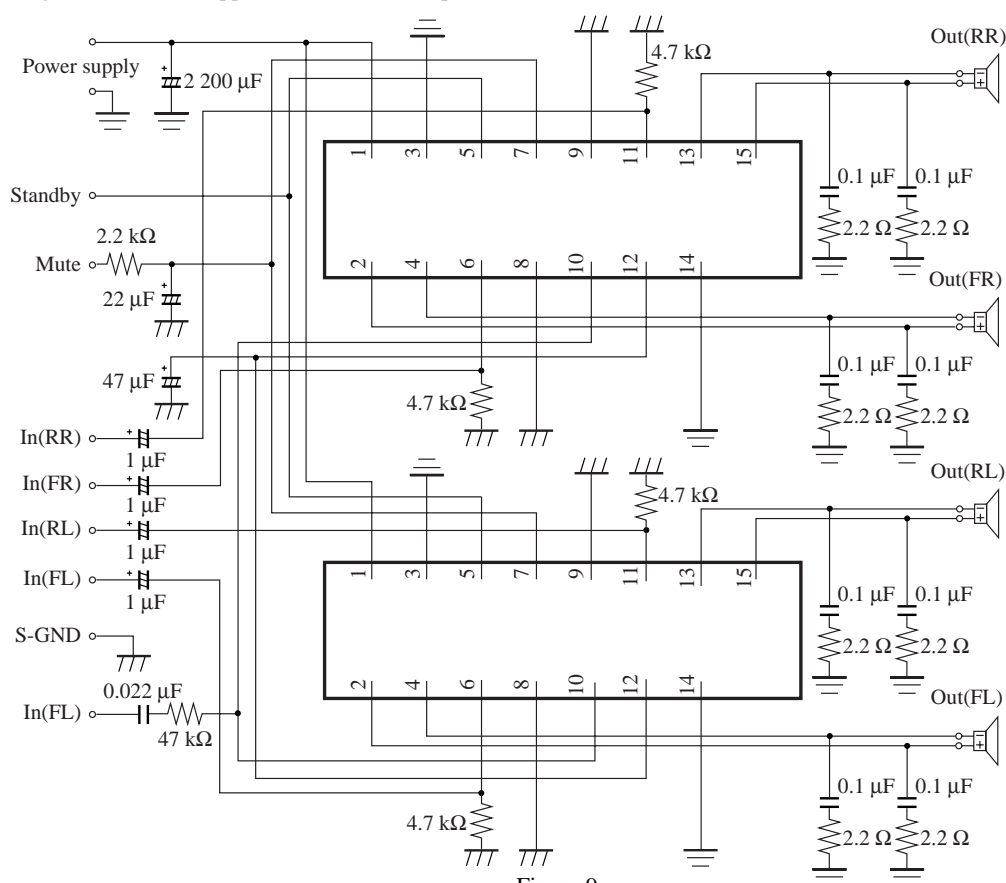 4.7 kΩ
Out(RR)
Power supply
2 200 µF
1 3 5 7 9 11 13 15
0.1 µF 0.1 µF
Standby
2.2 Ω 2.2 Ω
2.2 kΩ
Mute
2 4 6 8 10 12 14
Out(FR)
22 µF
47 µF
0.1 µF 0.1 µF
4.7 kΩ
2.2 Ω 2.2 Ω
In(RR)
1 µF
In(FR)
1 µF
Out(RL)
4.7 kΩ
In(RL)
1 µF
In(FL)
1 µF
1 3 5 7 9 11 13 15
0.1 µF 0.1 µF
S-GND
2.2 Ω 2.2 Ω
0.022 µF
2 4 6 8 10 12 14
In(FL)
47 kΩ
Out(FL)
0.1 µF 0.1 µF
4.7 kΩ
2.2 Ω 2.2 Ω